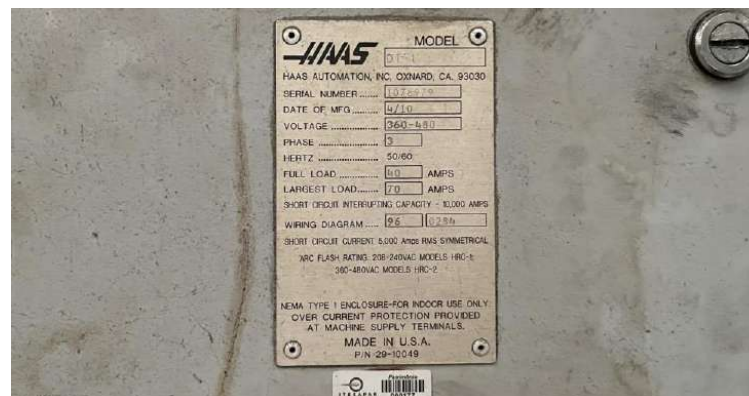 HAAS
MODEL
DT-1
HAAS AUTOMATION, INC. OXNARD, CA. 93030
SERIAL NUMBER
DATE OF MFG 4/10
VOLTAGE 360-480
PHASE 3
HERTZ 50/60
FULL LOAD 40 AMPS
LARGEST LOAD 70 AMPS
SHORT CIRCUIT INTERRUPTING CAPACITY - 10,000 AMPS
WIRING DIAGRAM 96 0284
SHORT CIRCUIT CURRENT 5,000 Amps RMS SYMMETRICAL
ARC FLASH RATING: 208-240VAC MODELS HRC-1;
360-480VAC MODELS HRC-2
NEMA TYPE 1 ENCLOSURE-FOR INDOOR USE ONLY
OVER CURRENT PROTECTION PROVIDED
AT MACHINE SUPPLY TERMINALS.
MADE IN U.S.A.
P/N 29-10049